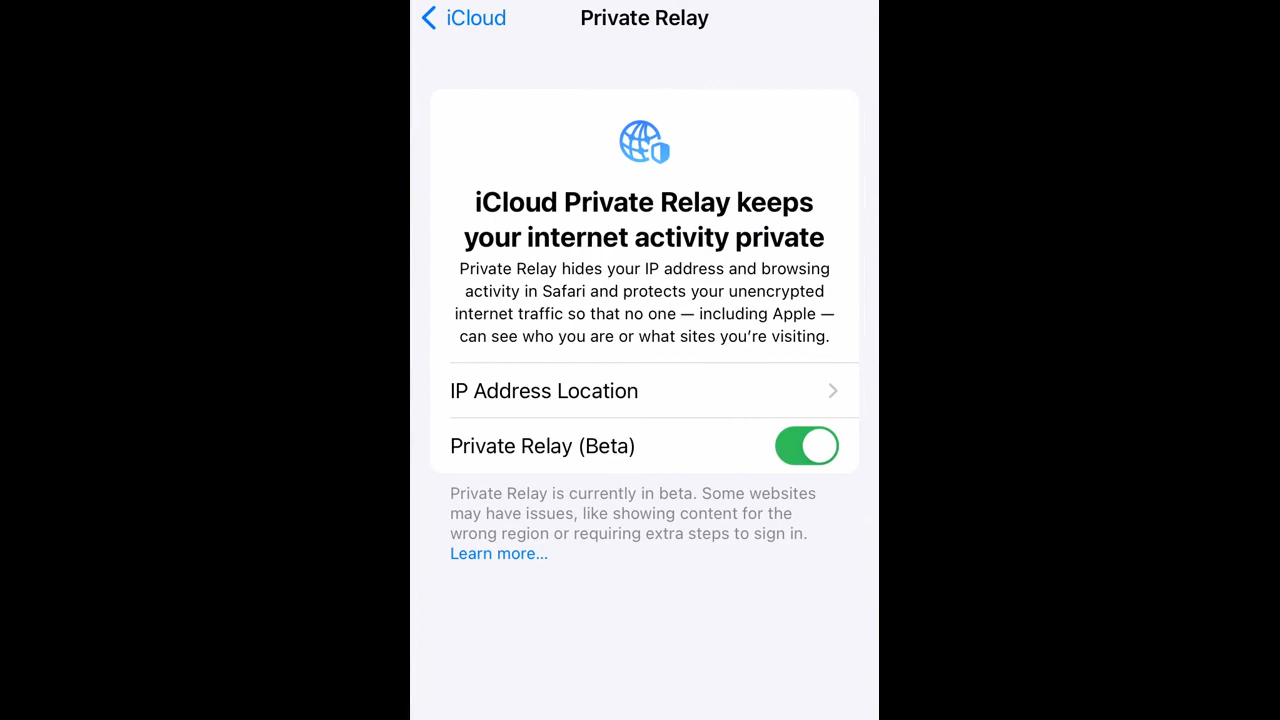 iCloud
Private Relay
iCloud Private Relay keeps
your internet activity private
Private Relay hides your IP address and browsing
activity in Safari and protects your unencrypted
internet traffic so that no one — including Apple —
can see who you are or what sites you’re visiting.
IP Address Location
Private Relay (Beta)
Private Relay is currently in beta. Some websites
may have issues, like showing content for the
wrong region or requiring extra steps to sign in.
Learn more...